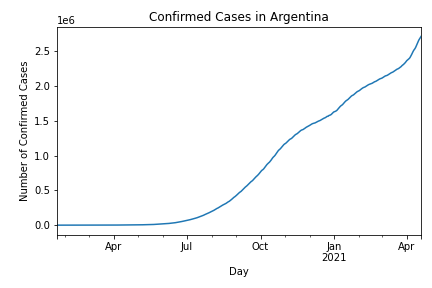 Confirmed Cases in Argentina
1e6
Number of Confirmed Cases
2.5
2.0
1.5
1.0
0.5
0.0
Apr Jul Oct Jan Apr
2021
Day